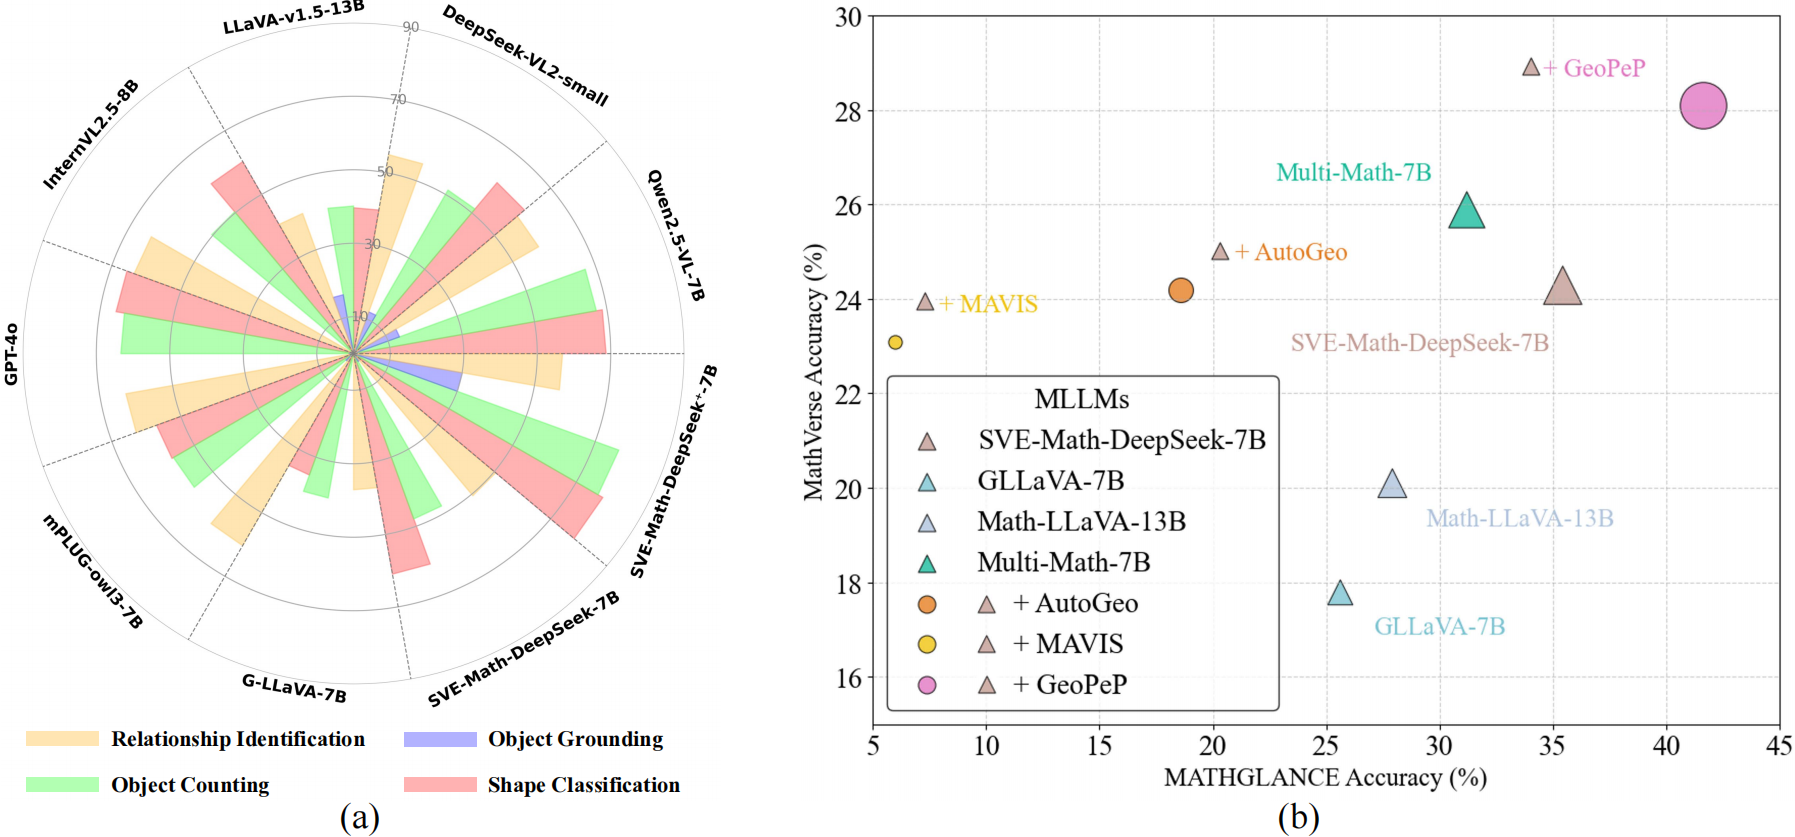 LLaVA-v1.5-13B
DeepSeek-VL2-small
InternVL2.5-8B
Qwen2.5-VL-7B
GPT-4o
SVE-Math-DeepSeek⁺-7B
mPLUG-owl3-7B
G-LLaVA-7B
SVE-Math-DeepSeek-7B
90
70
50
30
10
Relationship Identification
Object Grounding
Object Counting
Shape Classification
(a)
30
28
26
24
22
20
18
16
MathVerse Accuracy (%)
+ GeoPeP
Multi-Math-7B
+ AutoGeo
+ MAVIS
SVE-Math-DeepSeek-7B
Math-LLaVA-13B
GLLaVA-7B
MLLMs
SVE-Math-DeepSeek-7B
GLLaVA-7B
Math-LLaVA-13B
Multi-Math-7B
+ AutoGeo
+ MAVIS
+ GeoPeP
5 10 15 20 25 30 35 40 45
MATHGLANCE Accuracy (%)
(b)